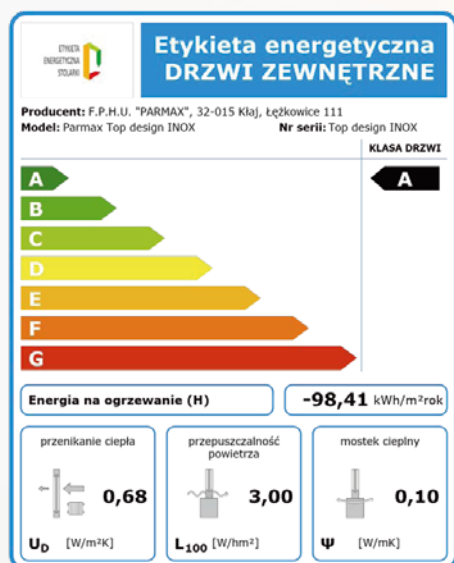 ETYKIETA
ENERGETYCZNA
STOLARKI
Etykieta energetyczna
DRZWI ZEWNĘTRZNE
Producent: F.P.H.U. "PARMAX", 32-015 Kłaj, Łężkowice 111
Model: Parmax Top design INOX Nr serii: Top design INOX
KLASA DRZWI
A A
B
C
D
E
F
G
Energia na ogrzewanie (H) -98,41 kWh/m²rok
przenikanie ciepła
0,68
U_D [W/m²K]
przepuszczalność
powietrza
3,00
L₁₀₀ [W/hm²]
mostek cieplny
0,10
Ψ [W/mK]